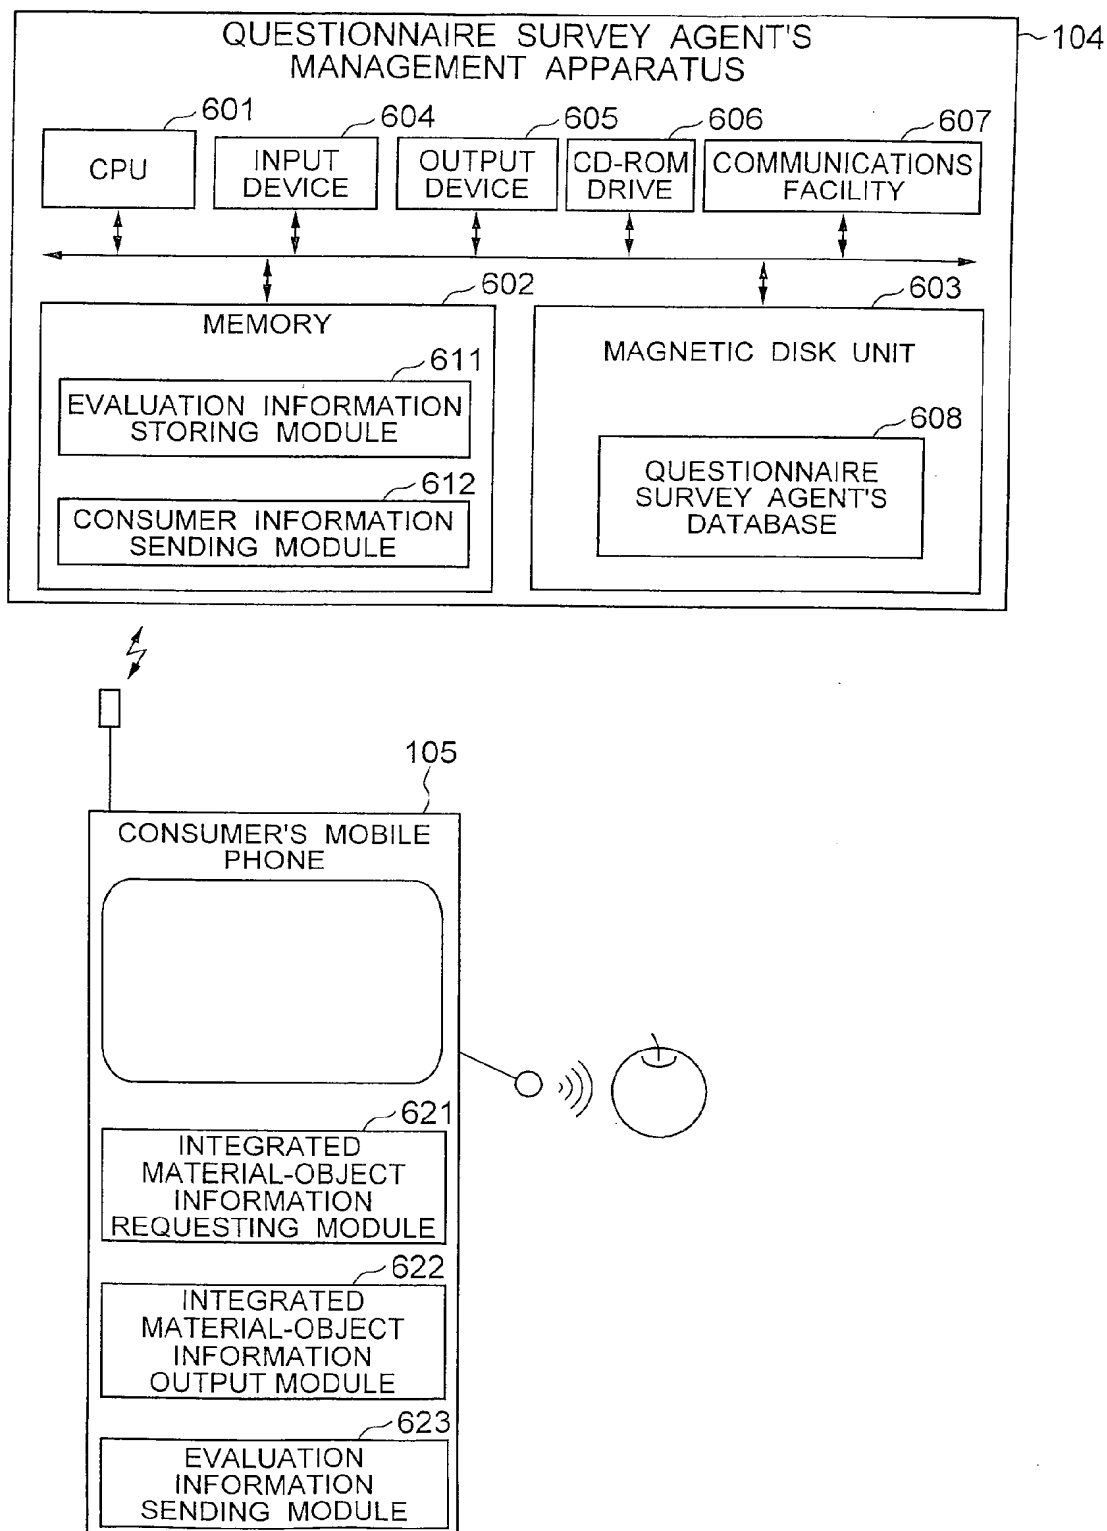 QUESTIONNAIRE SURVEY AGENT'S
MANAGEMENT APPARATUS
104
601
604
605
606
607
CPU
INPUT
DEVICE
OUTPUT
DEVICE
CD-ROM
DRIVE
COMMUNICATIONS
FACILITY
602
MEMORY
611
EVALUATION INFORMATION
STORING MODULE
612
CONSUMER INFORMATION
SENDING MODULE
603
MAGNETIC DISK UNIT
608
QUESTIONNAIRE
SURVEY AGENT'S
DATABASE
105
CONSUMER'S MOBILE
PHONE
621
INTEGRATED
MATERIAL-OBJECT
INFORMATION
REQUESTING MODULE
622
INTEGRATED
MATERIAL-OBJECT
INFORMATION
OUTPUT MODULE
623
EVALUATION
INFORMATION
SENDING MODULE